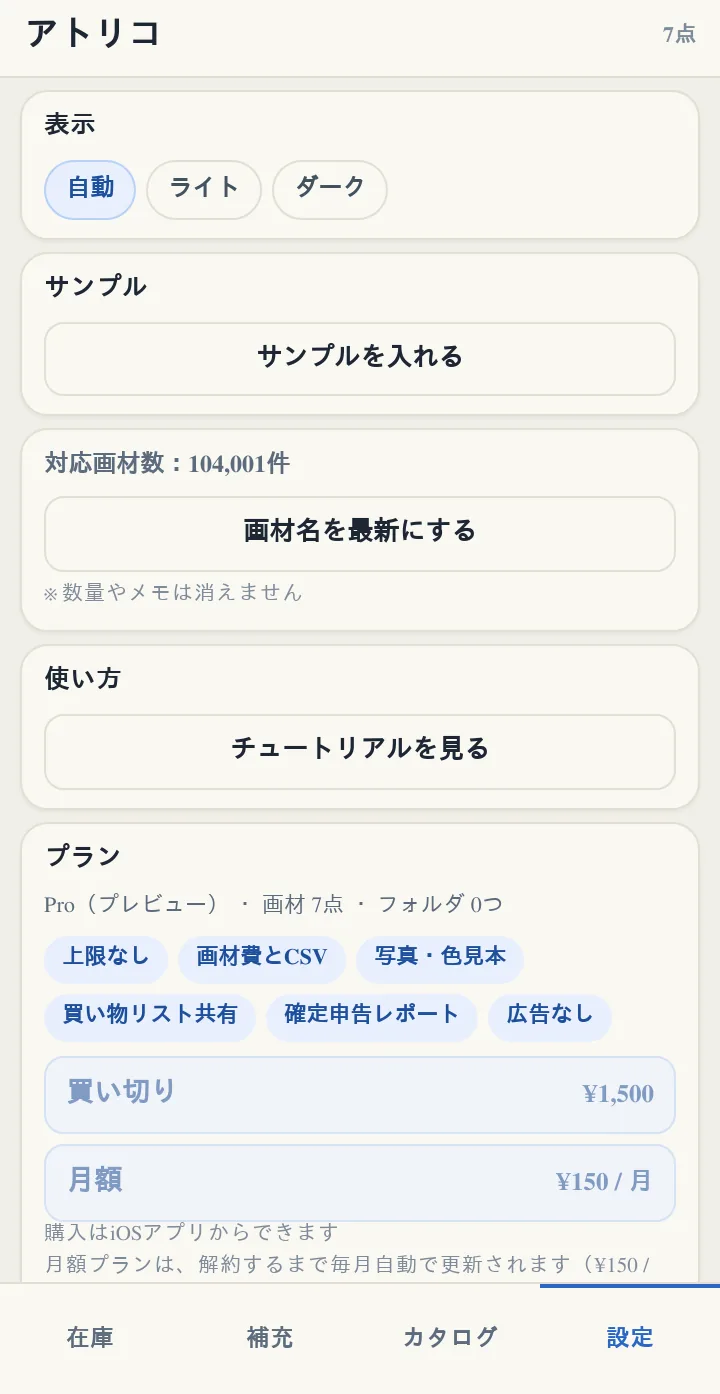 アトリコ
7点
表示
自動
ライト
ダーク
サンプル
サンプルを入れる
対応画材数：104,001件
画材名を最新にする
※数量やメモは消えません
使い方
チュートリアルを見る
プラン
Pro（プレビュー） · 画材 7点 · フォルダ 0つ
上限なし
画材費とCSV
写真・色見本
買い物リスト共有
確定申告レポート
広告なし
買い切り
¥1,500
月額
¥150 / 月
購入はiOSアプリからできます
月額プランは、解約するまで毎月自動で更新されます（¥150 /
在庫
補充
カタログ
設定